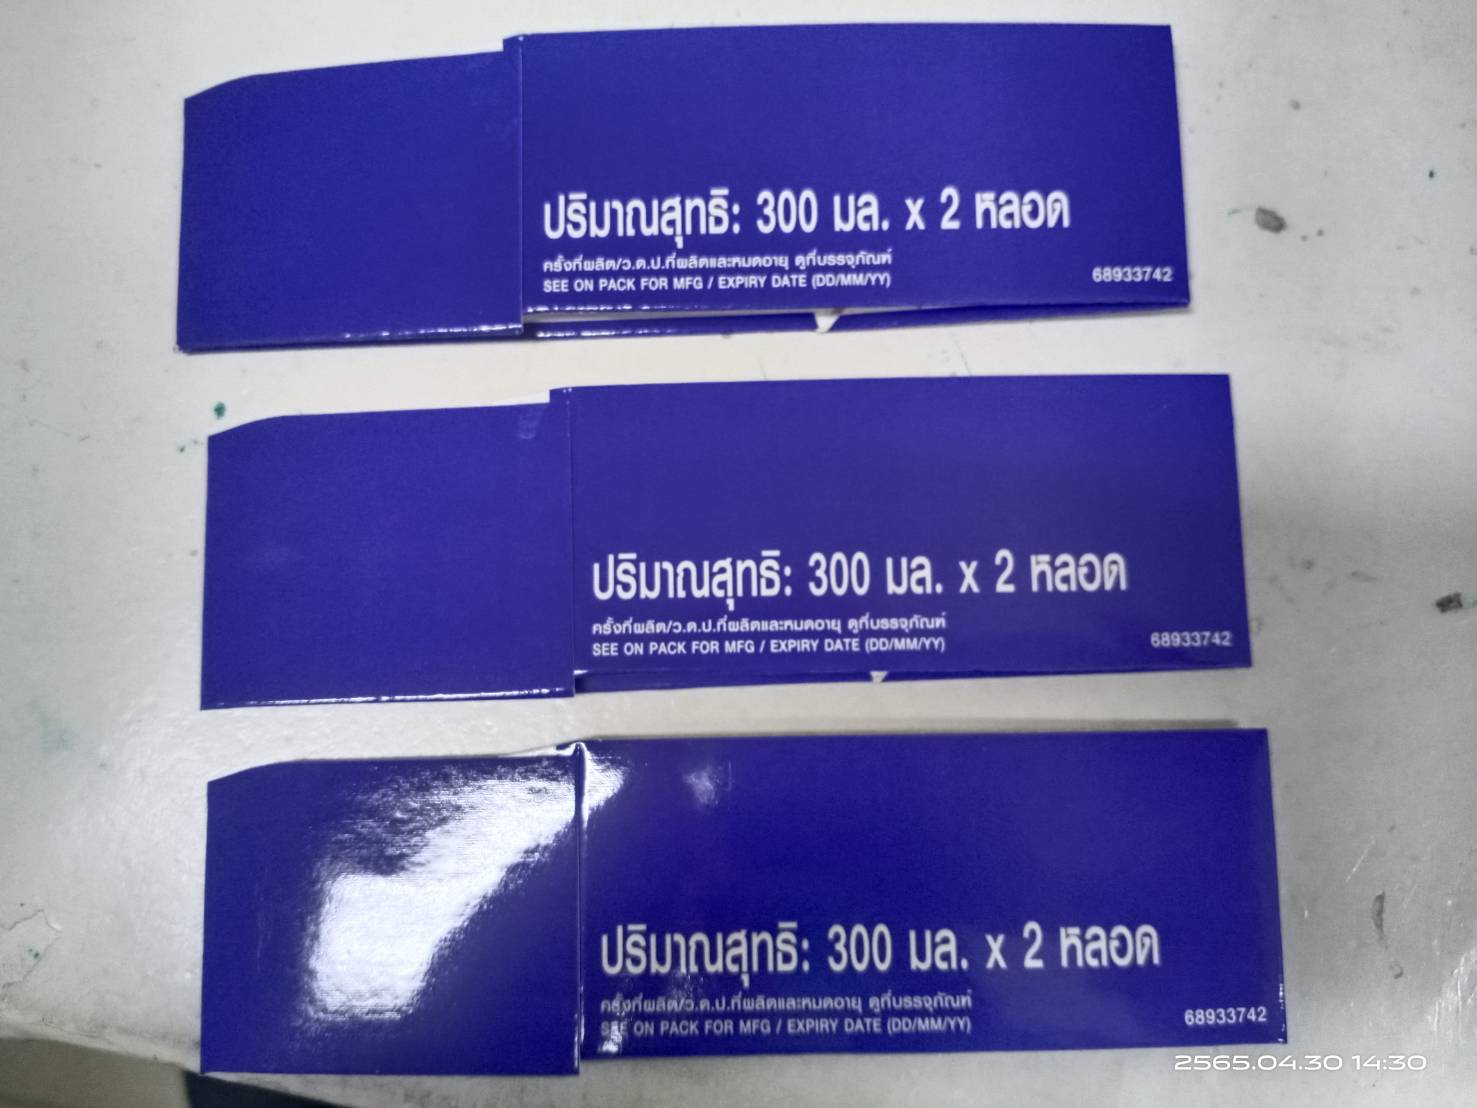 ปริมาณสุทธิ: 300 มล. x 2 หลอด
ครั้งที่ผลิต/ว.ด.ป.ที่ผลิตและหมดอายุ ดูที่บรรจุภัณฑ์
SEE ON PACK FOR MFG / EXPIRY DATE (DD/MM/YY)
68933742
ปริมาณสุทธิ: 300 มล. x 2 หลอด
ครั้งที่ผลิต/ว.ด.ป.ที่ผลิตและหมดอายุ ดูที่บรรจุภัณฑ์
SEE ON PACK FOR MFG / EXPIRY DATE (DD/MM/YY)
68933742
ปริมาณสุทธิ: 300 มล. x 2 หลอด
ครั้งที่ผลิต/ว.ด.ป.ที่ผลิตและหมดอายุ ดูที่บรรจุภัณฑ์
SEE ON PACK FOR MFG / EXPIRY DATE (DD/MM/YY)
68933742
2565.04.30 14:30